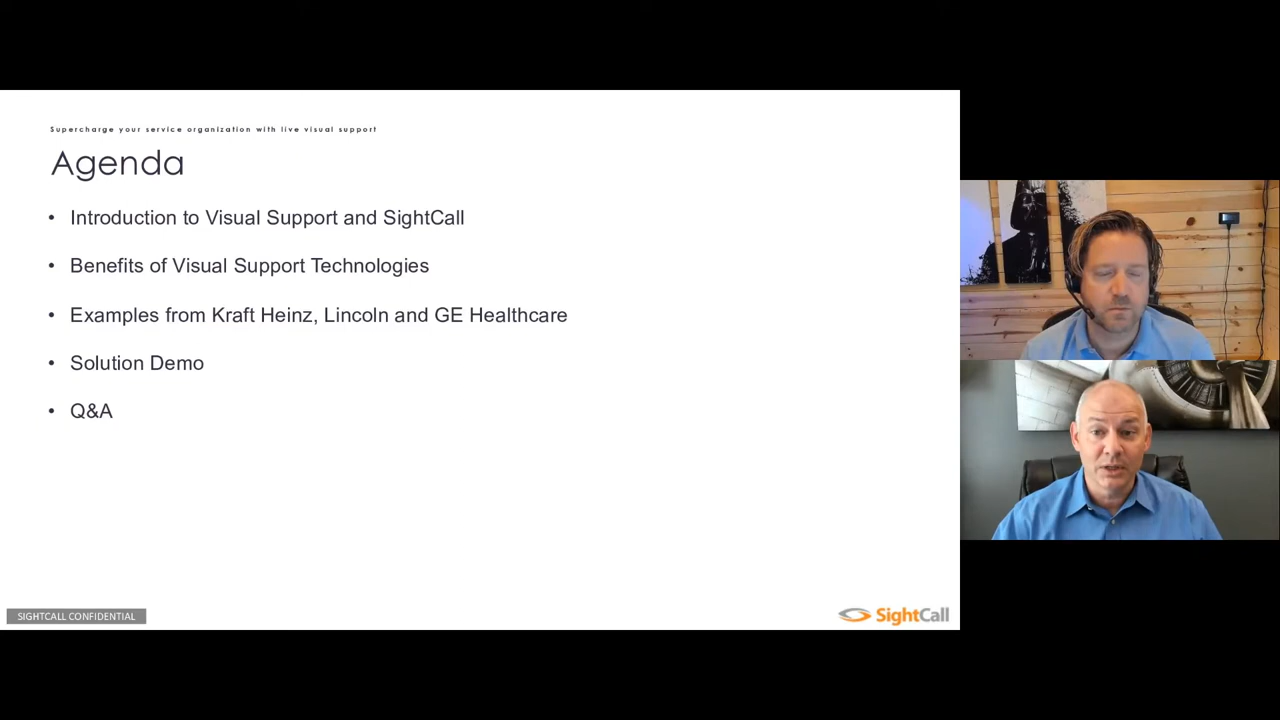 Supercharge your service organization with live visual support
Agenda
• Introduction to Visual Support and SightCall
• Benefits of Visual Support Technologies
• Examples from Kraft Heinz, Lincoln and GE Healthcare
• Solution Demo
• Q&A
SIGHTCALL CONFIDENTIAL
SightCall